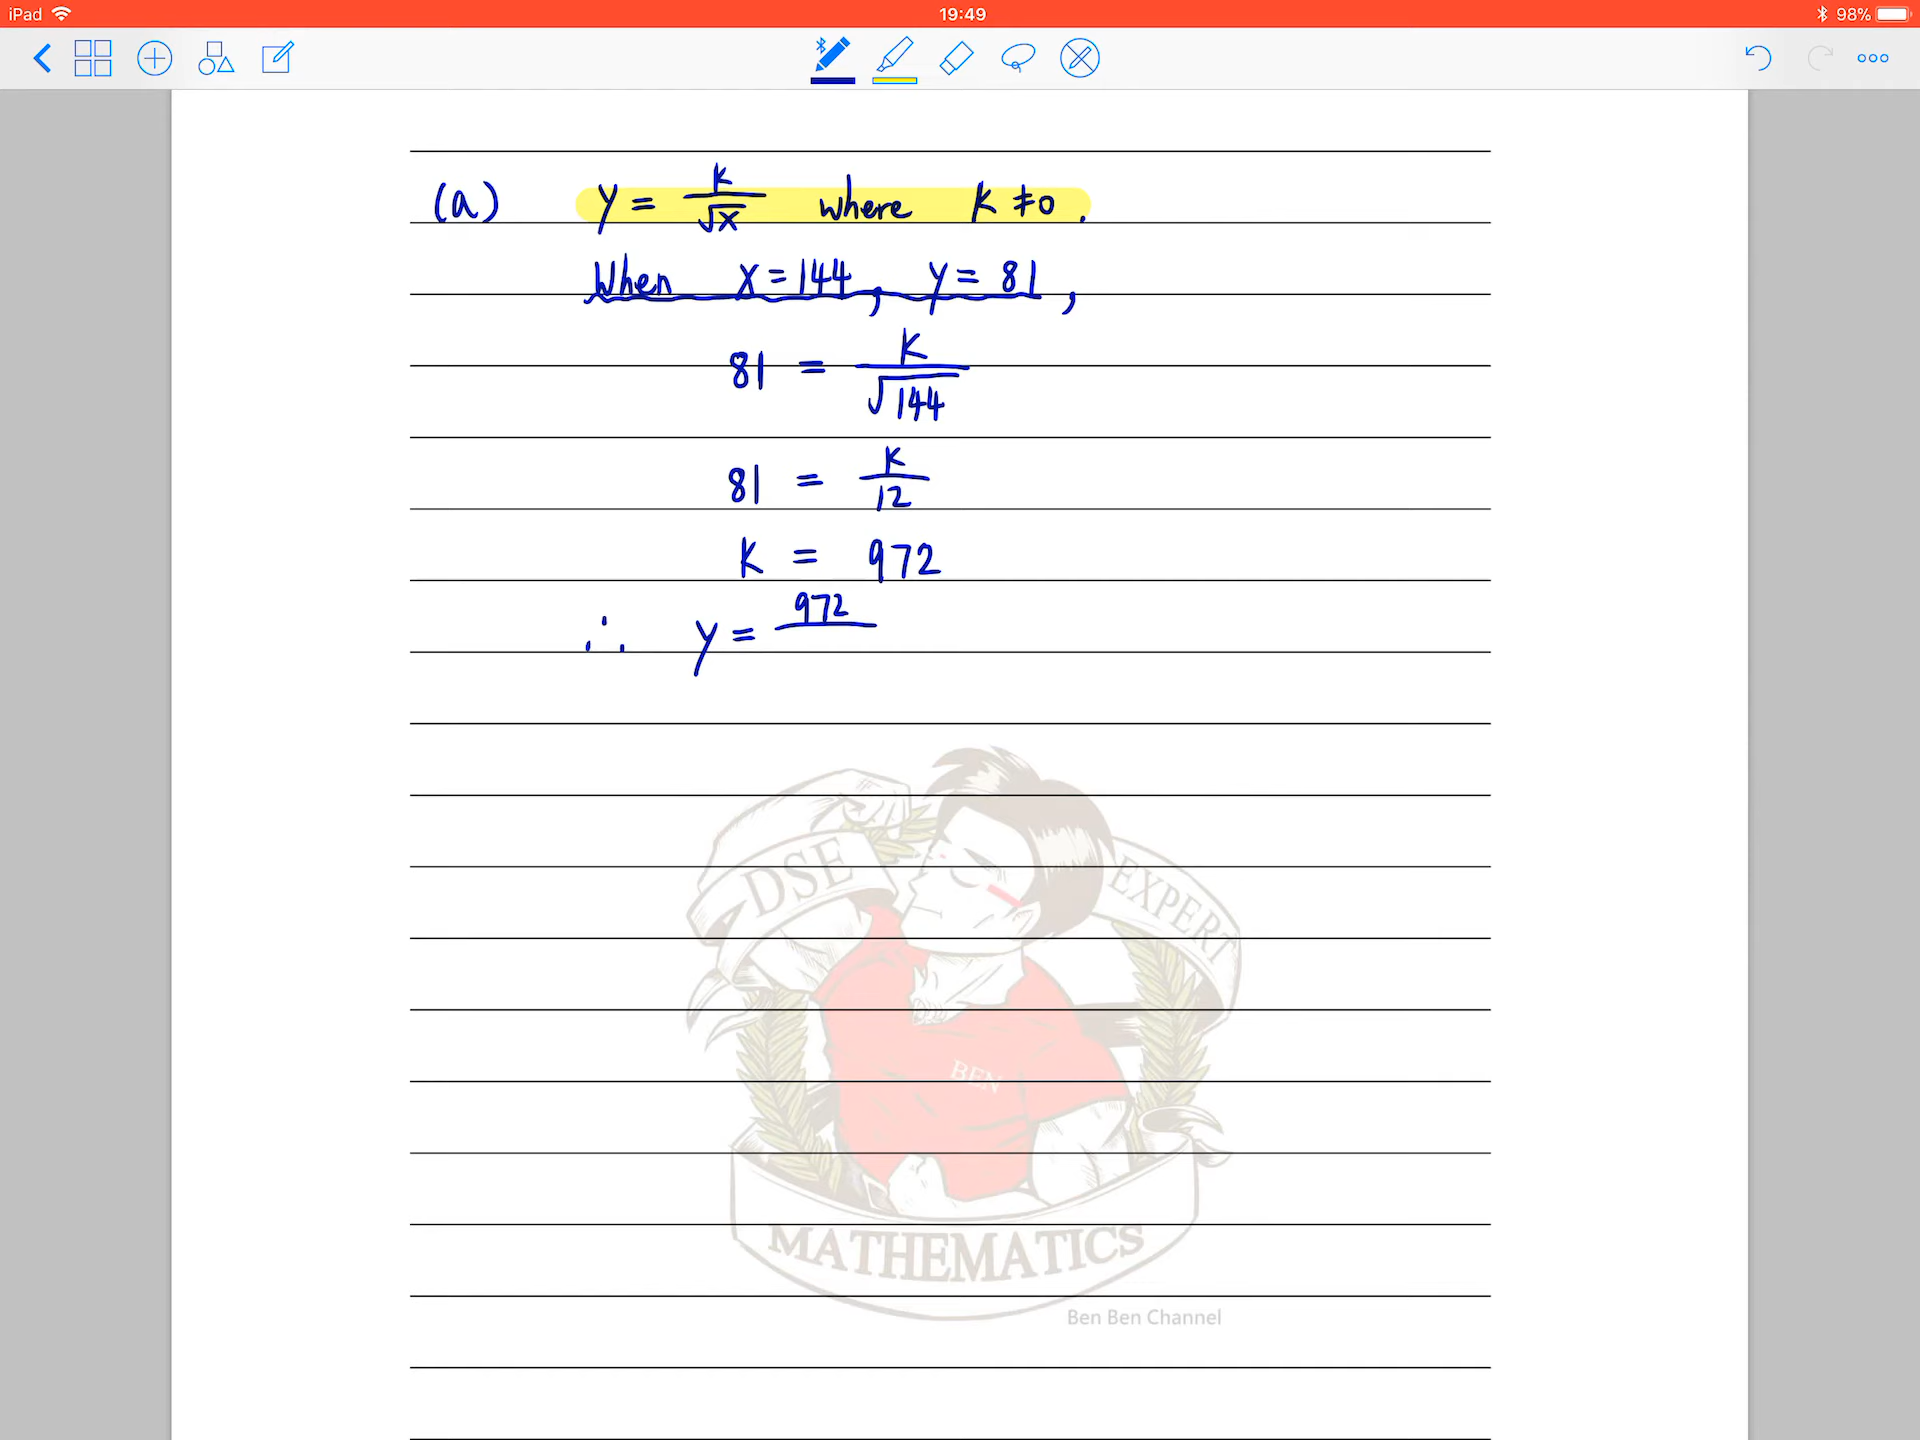 iPad 19:49 98%
(a) y = k/√x where k ≠ 0.
When x = 144, y = 81,
81 = k/√144
81 = k/12
k = 972
∴ y = 972/
DSE EXPERT
BEN
MATHEMATICS
Ben Ben Channel